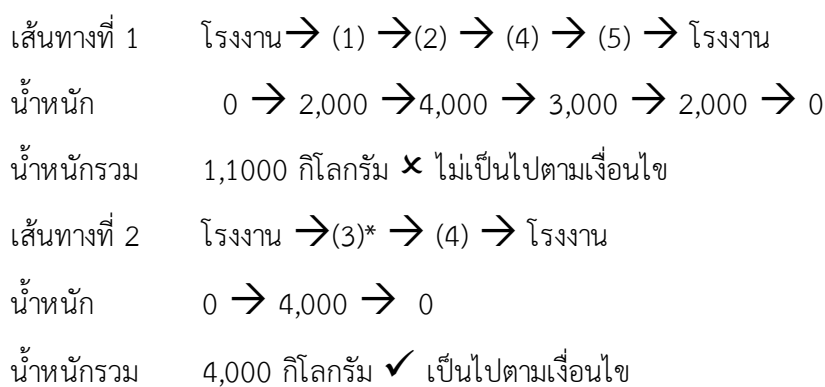 เส้นทางที่ 1 โรงงาน→ (1) →(2) → (4) → (5) → โรงงาน
น้ำหนัก 0 → 2,000 →4,000 → 3,000 → 2,000 → 0
น้ำหนักรวม 1,1000 กิโลกรัม ✗ ไม่เป็นไปตามเงื่อนไข
เส้นทางที่ 2 โรงงาน →(3)* → (4) → โรงงาน
น้ำหนัก 0 → 4,000 → 0
น้ำหนักรวม 4,000 กิโลกรัม ✓ เป็นไปตามเงื่อนไข